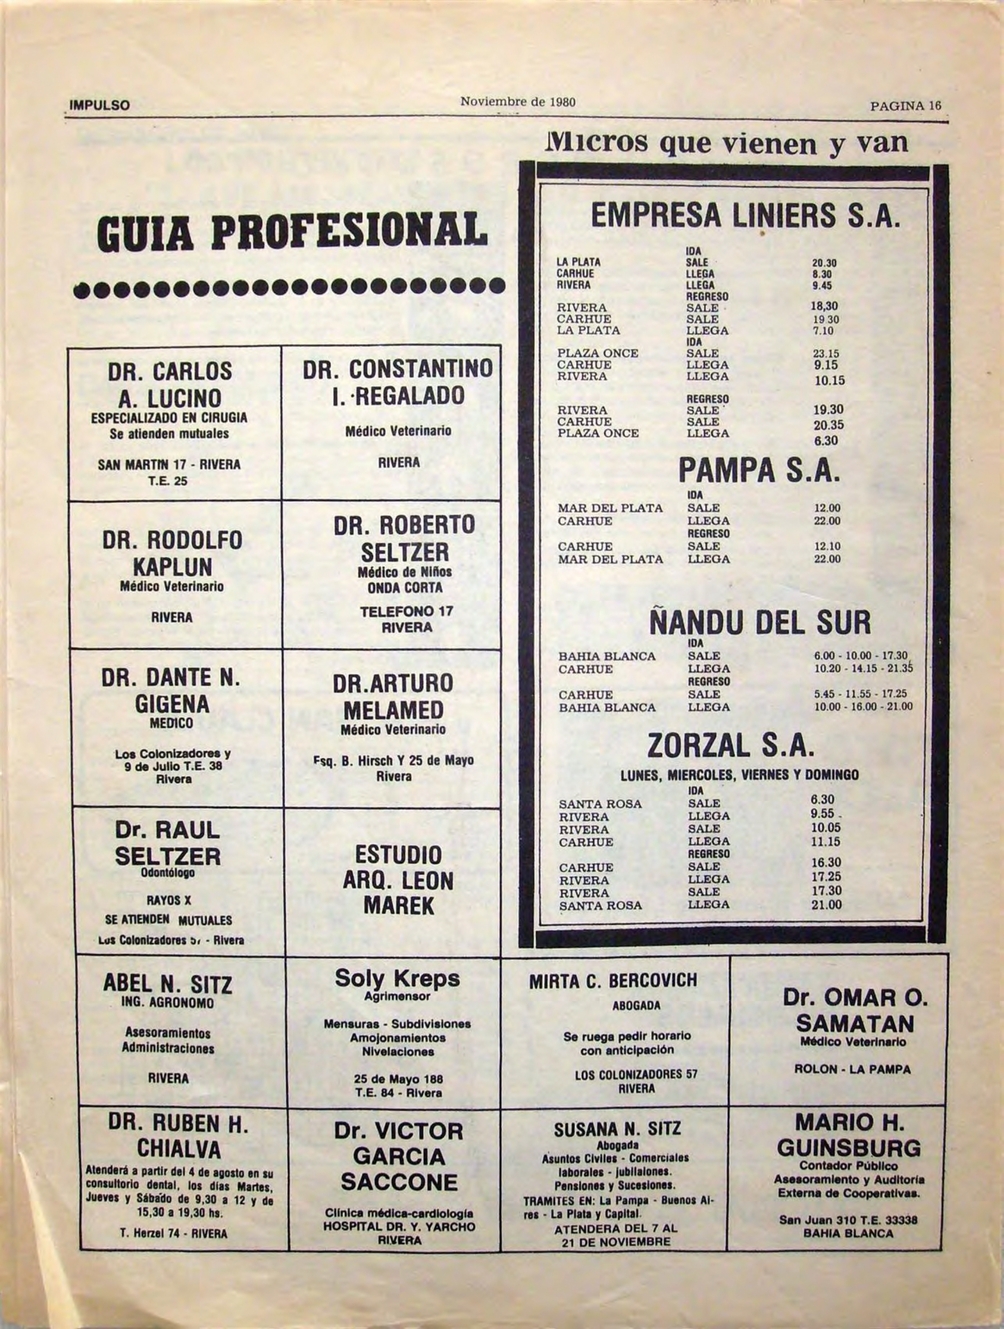 IMPULSO
Noviembre de 1980
PAGINA 16
GUIA PROFESIONAL
DR. CARLOS
A. LUCINO
ESPECIALIZADO EN CIRUGIA
Se atienden mutuales
SAN MARTIN 17 - RIVERA
T.E. 25
DR. CONSTANTINO
I. REGALADO
Médico Veterinario
RIVERA
DR. RODOLFO
KAPLUN
Médico Veterinario
RIVERA
DR. ROBERTO
SELTZER
Médico de Niños
ONDA CORTA
TELEFONO 17
RIVERA
DR. DANTE N.
GIGENA
MEDICO
Los Colonizadores y
9 de Julio T.E. 38
Rivera
DR.ARTURO
MELAMED
Médico Veterinario
Esq. B. Hirsch Y 25 de Mayo
Rivera
Dr. RAUL
SELTZER
Odontólogo
RAYOS X
SE ATIENDEN MUTUALES
Los Colonizadores - Rivera
ESTUDIO
ARQ. LEON
MAREK
Micros que vienen y van
EMPRESA LINIERS S.A.
IDA
LA PLATA SALE 20.30
CARHUE LLEGA 8.30
RIVERA LLEGA 9.45
REGRESO
RIVERA SALE 18,30
CARHUE SALE 19 30
LA PLATA LLEGA 7.10
IDA
PLAZA ONCE SALE 23.15
CARHUE LLEGA 9.15
RIVERA LLEGA 10.15
REGRESO
RIVERA SALE 19.30
CARHUE SALE 20.35
PLAZA ONCE LLEGA 6.30
PAMPA S.A.
IDA
MAR DEL PLATA SALE 12.00
CARHUE LLEGA 22.00
REGRESO
CARHUE SALE 12.10
MAR DEL PLATA LLEGA 22.00
ÑANDU DEL SUR
IDA
BAHIA BLANCA SALE 6.00 - 10.00 - 17.30
CARHUE LLEGA 10.20 - 14.15 - 21.35
REGRESO
CARHUE SALE 5.45 - 11.55 - 17.25
BAHIA BLANCA LLEGA 10.00 - 16.00 - 21.00
ZORZAL S.A.
LUNES, MIERCOLES, VIERNES Y DOMINGO
IDA
SANTA ROSA SALE 6.30
RIVERA LLEGA 9.55
RIVERA SALE 10.05
CARHUE LLEGA 11.15
REGRESO
CARHUE SALE 16.30
RIVERA LLEGA 17.25
RIVERA SALE 17.30
SANTA ROSA LLEGA 21.00
ABEL N. SITZ
ING. AGRONOMO
Asesoramientos
Administraciones
RIVERA
Soly Kreps
Agrimensor
Mensuras - Subdivisiones
Amojonamientos
Nivelaciones
25 de Mayo 188
T.E. 84 - Rivera
MIRTA C. BERCOVICH
ABOGADA
Se ruega pedir horario
con anticipación
LOS COLONIZADORES 57
RIVERA
Dr. OMAR O.
SAMATAN
Médico Veterinario
ROLON - LA PAMPA
DR. RUBEN H.
CHIALVA
Atenderá a partir del 4 de agosto en su
consultorio dental, los días Martes,
Jueves y Sábado de 9,30 a 12 y de
15,30 a 19,30 hs.
T. Herzel 74 - RIVERA
Dr. VICTOR
GARCIA
SACCONE
Clínica médica-cardiología
HOSPITAL DR. Y. YARCHO
RIVERA
SUSANA N. SITZ
Abogada
Asuntos Civiles - Comerciales
laborales - jubilaiones.
Pensiones y Sucesiones.
TRAMITES EN: La Pampa - Buenos Ai-
res - La Plata y Capital.
ATENDERA DEL 7 AL
21 DE NOVIEMBRE
MARIO H.
GUINSBURG
Contador Público
Asesoramiento y Auditoría
Externa de Cooperativas.
San Juan 310 T.E. 33338
BAHIA BLANCA